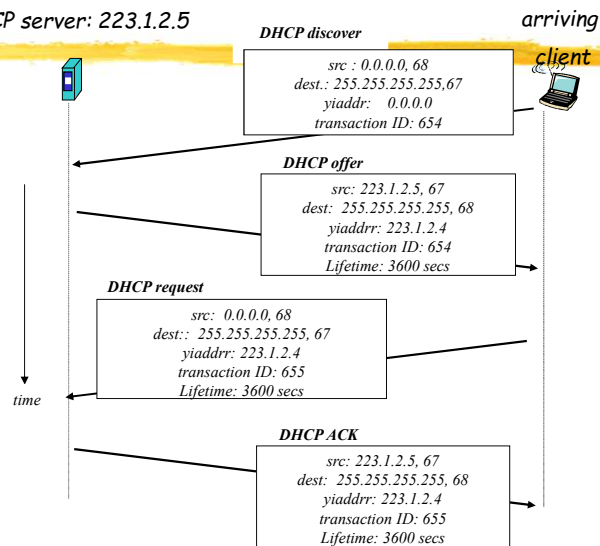 CP server: 223.1.2.5
arriving
client
DHCP discover
src : 0.0.0.0, 68
dest.: 255.255.255.255,67
yiaddr: 0.0.0.0
transaction ID: 654
DHCP offer
src: 223.1.2.5, 67
dest: 255.255.255.255, 68
yiaddrr: 223.1.2.4
transaction ID: 654
Lifetime: 3600 secs
DHCP request
src: 0.0.0.0, 68
dest:: 255.255.255.255, 67
yiaddrr: 223.1.2.4
transaction ID: 655
Lifetime: 3600 secs
time
DHCP ACK
src: 223.1.2.5, 67
dest: 255.255.255.255, 68
yiaddrr: 223.1.2.4
transaction ID: 655
Lifetime: 3600 secs